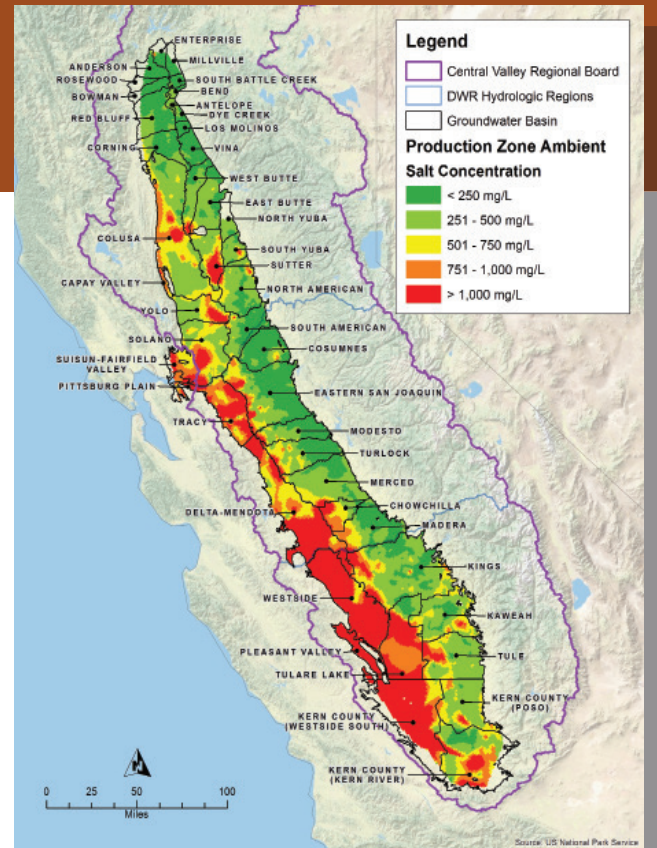 ENTERPRISE
ANDERSON
MILLVILLE
ROSEWOOD
SOUTH BATTLE CREEK
BEND
BOWMAN
ANTELOPE
DYE CREEK
RED BLUFF
LOS MOLINOS
CORNING
VINA
WEST BUTTE
EAST BUTTE
NORTH YUBA
COLUSA
SOUTH YUBA
SUTTER
CAPAY VALLEY
NORTH AMERICAN
YOLO
SOUTH AMERICAN
SOLANO
COSUMNES
SUISUN-FAIRFIELD
VALLEY
PITTSBURG PLAIN
EASTERN SAN JOAQUIN
TRACY
MODESTO
TURLOCK
MERCED
DELTA-MENDOTA
CHOWCHILLA
MADERA
KINGS
WESTSIDE
KAWEAH
PLEASANT VALLEY
TULE
TULARE LAKE
KERN COUNTY
(POSO)
KERN COUNTY
(WESTSIDE SOUTH)
KERN COUNTY
(KERN RIVER)
Legend
Central Valley Regional Board
DWR Hydrologic Regions
Groundwater Basin
Production Zone Ambient
Salt Concentration
< 250 mg/L
251 - 500 mg/L
501 - 750 mg/L
751 - 1,000 mg/L
> 1,000 mg/L
N
0 25 50 100
Miles
Source: US National Park Service